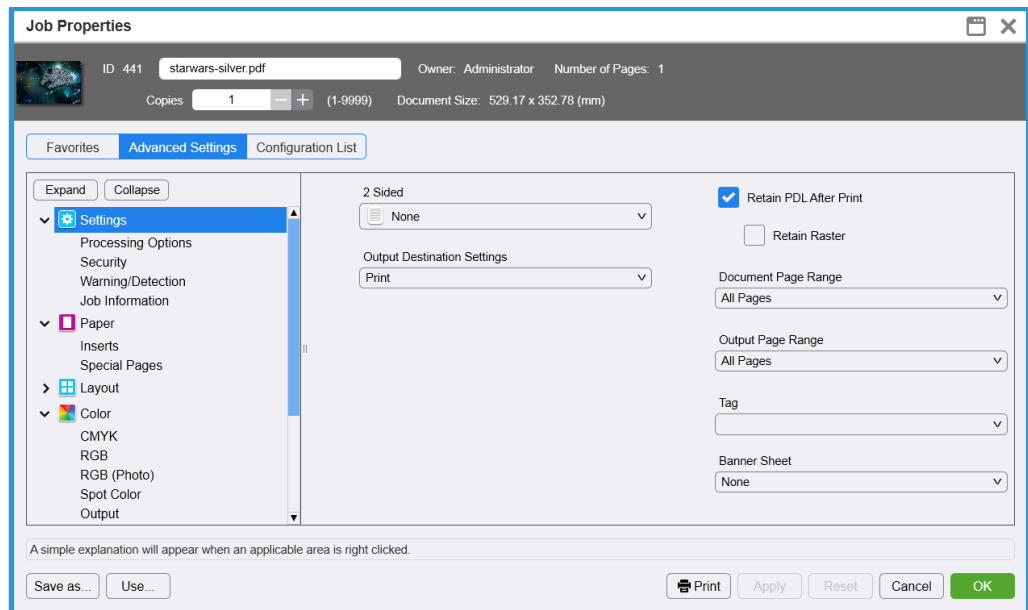 Job Properties
ID 441 starwars-silver.pdf Owner: Administrator Number of Pages: 1
Copies 1 (1-9999) Document Size: 529.17 x 352.78 (mm)
Favorites Advanced Settings Configuration List
Expand Collapse
Settings
Processing Options
Security
Warning/Detection
Job Information
Paper
Inserts
Special Pages
Layout
Color
CMYK
RGB
RGB (Photo)
Spot Color
Output
2 Sided
None
Output Destination Settings
Print
Retain PDL After Print
Retain Raster
Document Page Range
All Pages
Output Page Range
All Pages
Tag
Banner Sheet
None
A simple explanation will appear when an applicable area is right clicked.
Save as... Use... Print Apply Reset Cancel OK